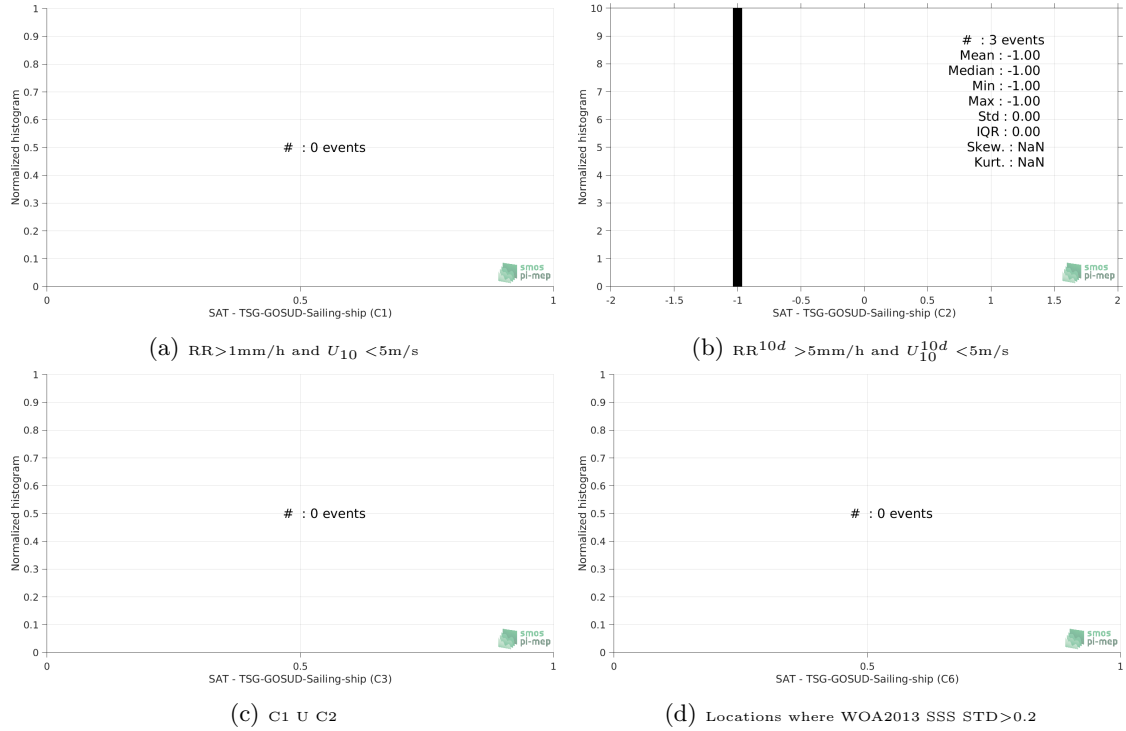 1
0.9
0.8
0.7
0.6
0.5
0.4
0.3
0.2
0.1
0
Normalized histogram
# : 0 events
smos
pi-mep
0 0.5 1
SAT - TSG-GOSUD-Sailing-ship (C1)
(a) RR>1mm/h and U10 <5m/s
10
9
8
7
6
5
4
3
2
1
0
Normalized histogram
# : 3 events
Mean : -1.00
Median : -1.00
Min : -1.00
Max : -1.00
Std : 0.00
IQR : 0.00
Skew. : NaN
Kurt. : NaN
smos
pi-mep
-2 -1.5 -1 -0.5 0 0.5 1 1.5 2
SAT - TSG-GOSUD-Sailing-ship (C2)
(b) RR10d >5mm/h and U10d10 <5m/s
1
0.9
0.8
0.7
0.6
0.5
0.4
0.3
0.2
0.1
0
Normalized histogram
# : 0 events
smos
pi-mep
0 0.5 1
SAT - TSG-GOSUD-Sailing-ship (C3)
(c) C1 U C2
1
0.9
0.8
0.7
0.6
0.5
0.4
0.3
0.2
0.1
0
Normalized histogram
# : 0 events
smos
pi-mep
0 0.5 1
SAT - TSG-GOSUD-Sailing-ship (C6)
(d) Locations where WOA2013 SSS STD>0.2